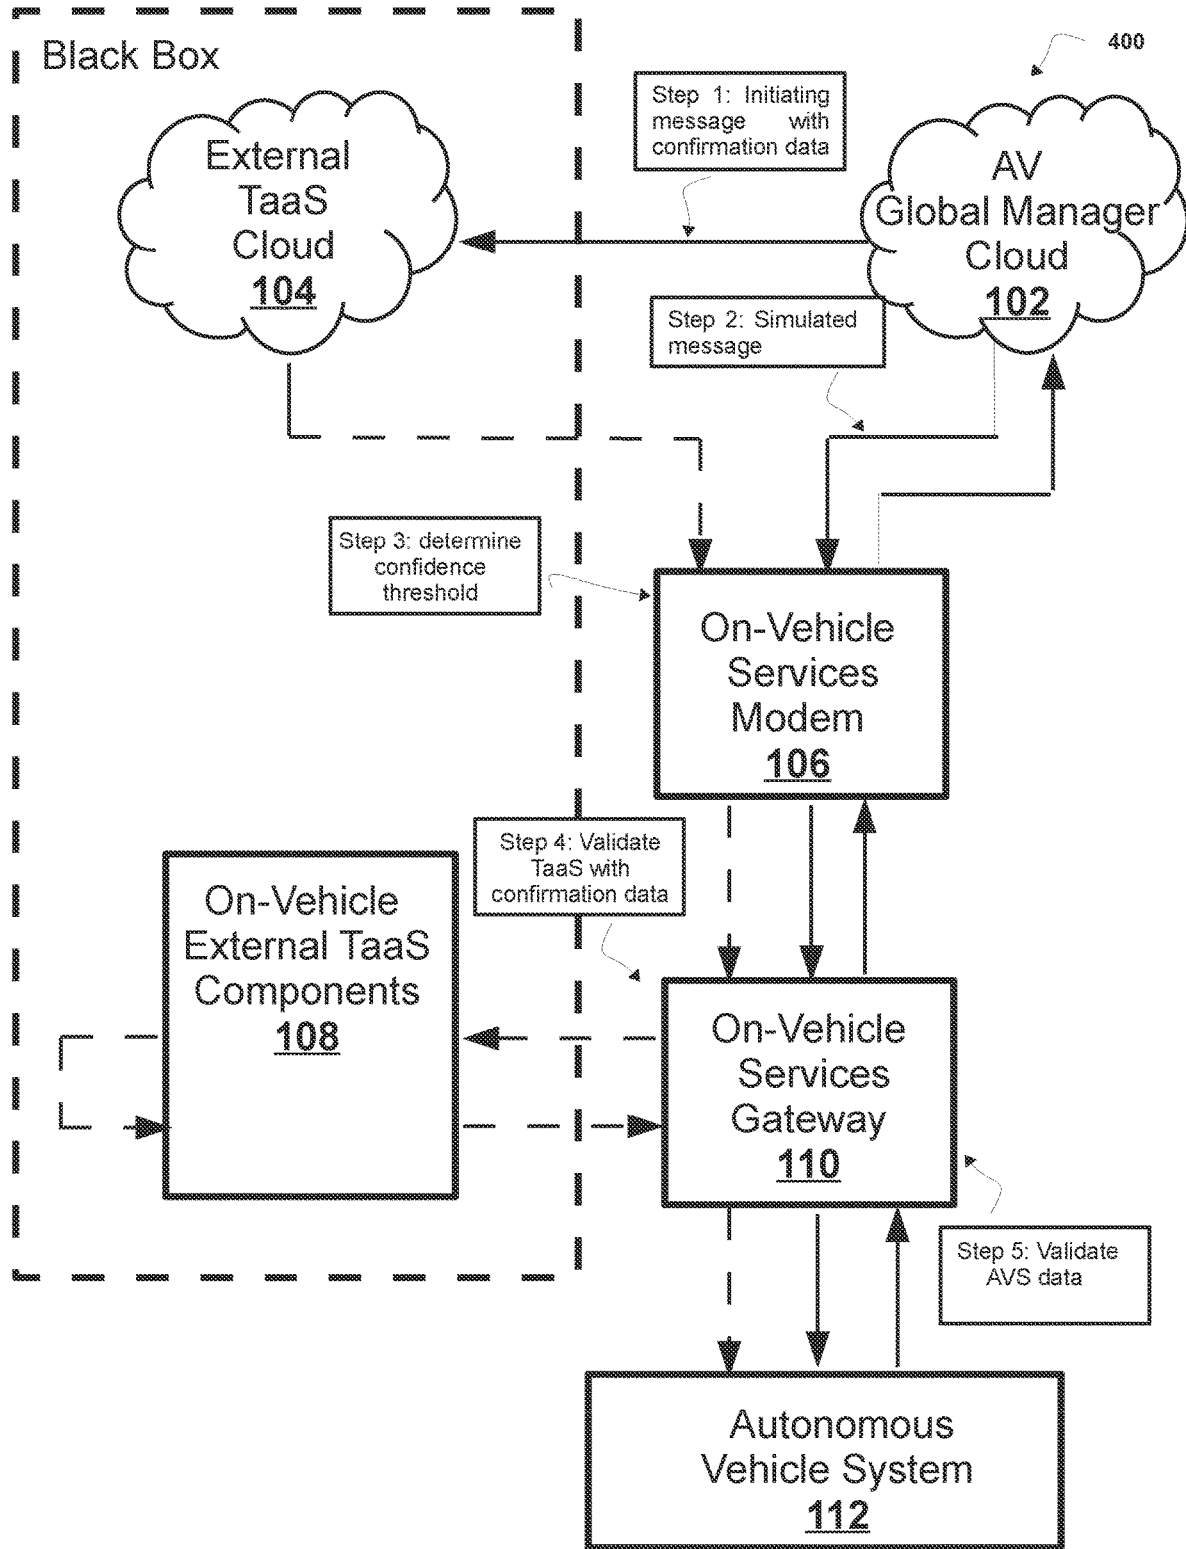 Black Box
400
Step 1: Initiating
message with
confirmation data
External
TaaS
Cloud
104
AV
Global Manager
Cloud
102
Step 2: Simulated
message
Step 3: determine
confidence
threshold
On-Vehicle
Services
Modem
106
Step 4: Validate
TaaS with
confirmation data
On-Vehicle
External TaaS
Components
108
On-Vehicle
Services
Gateway
110
Step 5: Validate
AVS data
Autonomous
Vehicle System
112